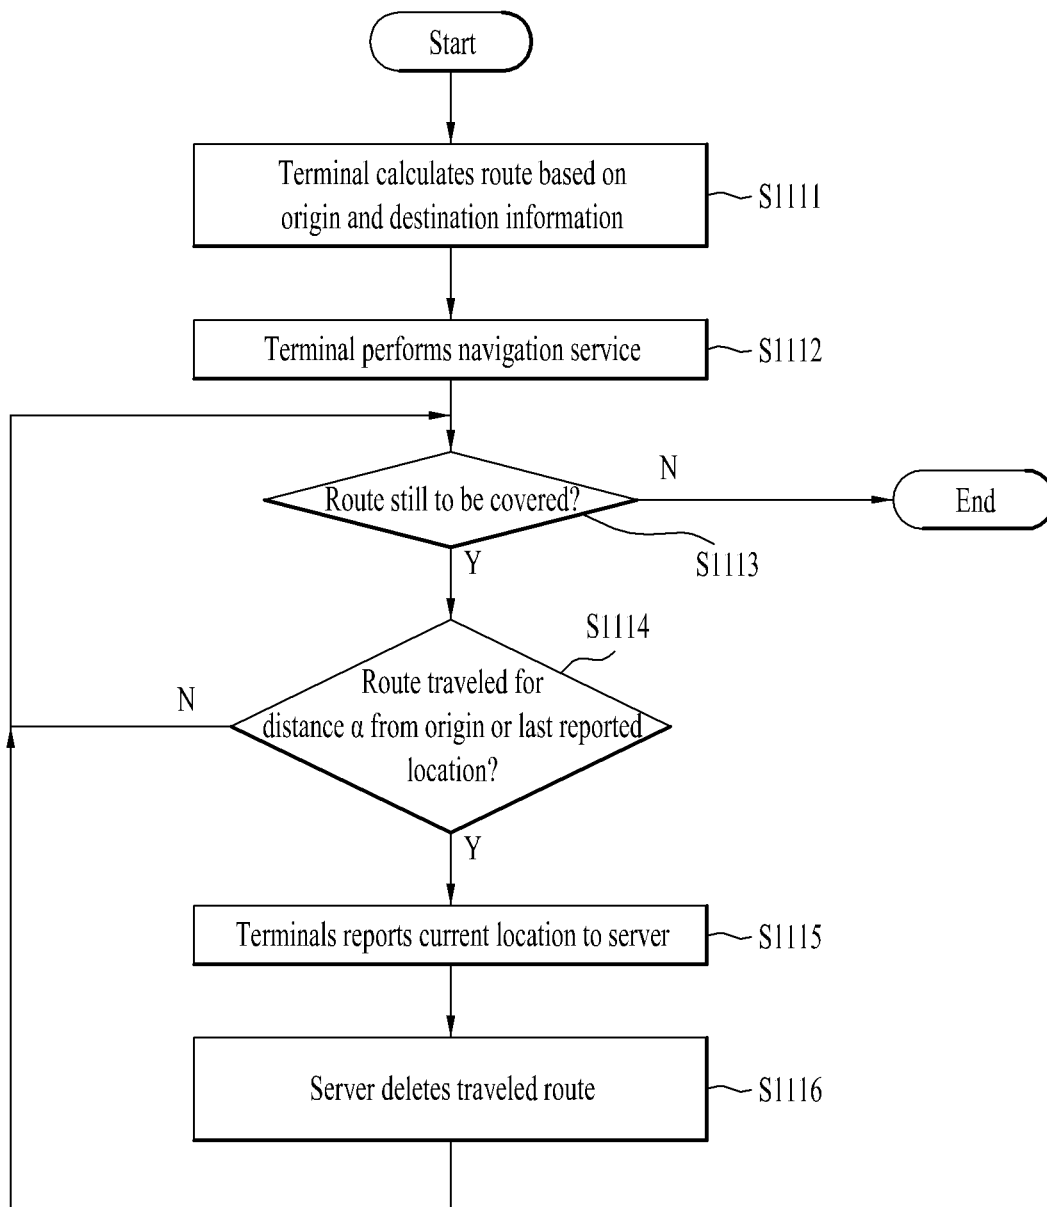 Start
Terminal calculates route based on
origin and destination information
S1111
Terminal performs navigation service
S1112
Route still to be covered?
N
End
S1113
Y
S1114
Route traveled for
distance α from origin or last reported
location?
N
Y
Terminals reports current location to server
S1115
Server deletes traveled route
S1116